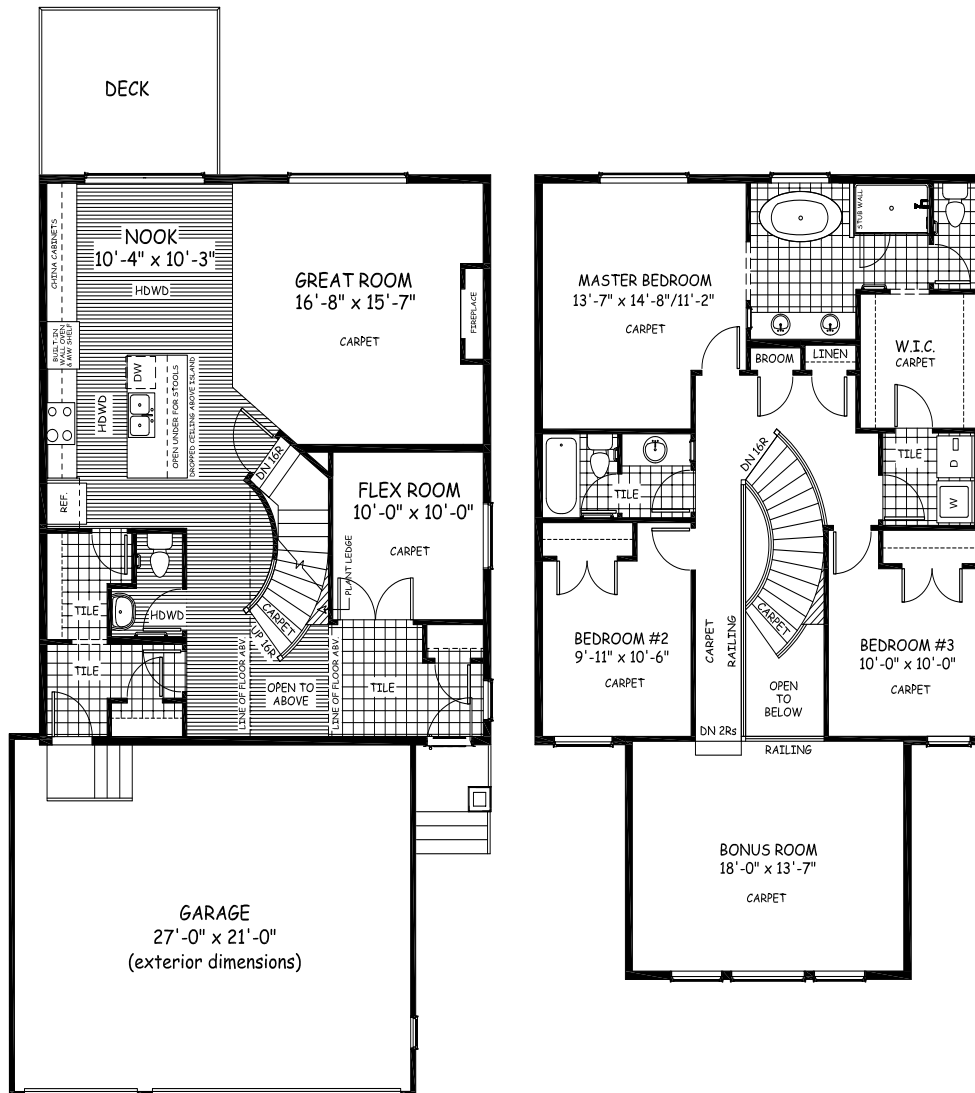 DECK
CHINA CABINETS
NOOK
10'-4" x 10'-3"
HDWD
GREAT ROOM
16'-8" x 15'-7"
CARPET
FIREPLACE
BUILT-IN
WALL OVEN
& MW SHELF
DW
OPEN UNDER FOR STOOLS
DROPPED CEILING ABOVE ISLAND
HDWD
REF.
DN 16R
FLEX ROOM
10'-0" x 10'-0"
CARPET
PLANT LEDGE
TILE
HDWD
CARPET
UP 16R
TILE
LINE OF FLOOR ABV.
OPEN TO
ABOVE
LINE OF FLOOR ABV.
TILE
GARAGE
27'-0" x 21'-0"
(exterior dimensions)
MASTER BEDROOM
13'-7" x 14'-8"/11'-2"
CARPET
STUB WALL
BROOM
LINEN
W.I.C.
CARPET
TILE
DN 16R
TILE
D
W
CARPET
BEDROOM #2
9'-11" x 10'-6"
CARPET
CARPET
RAILING
OPEN
TO
BELOW
BEDROOM #3
10'-0" x 10'-0"
CARPET
DN 2Rs
RAILING
BONUS ROOM
18'-0" x 13'-7"
CARPET